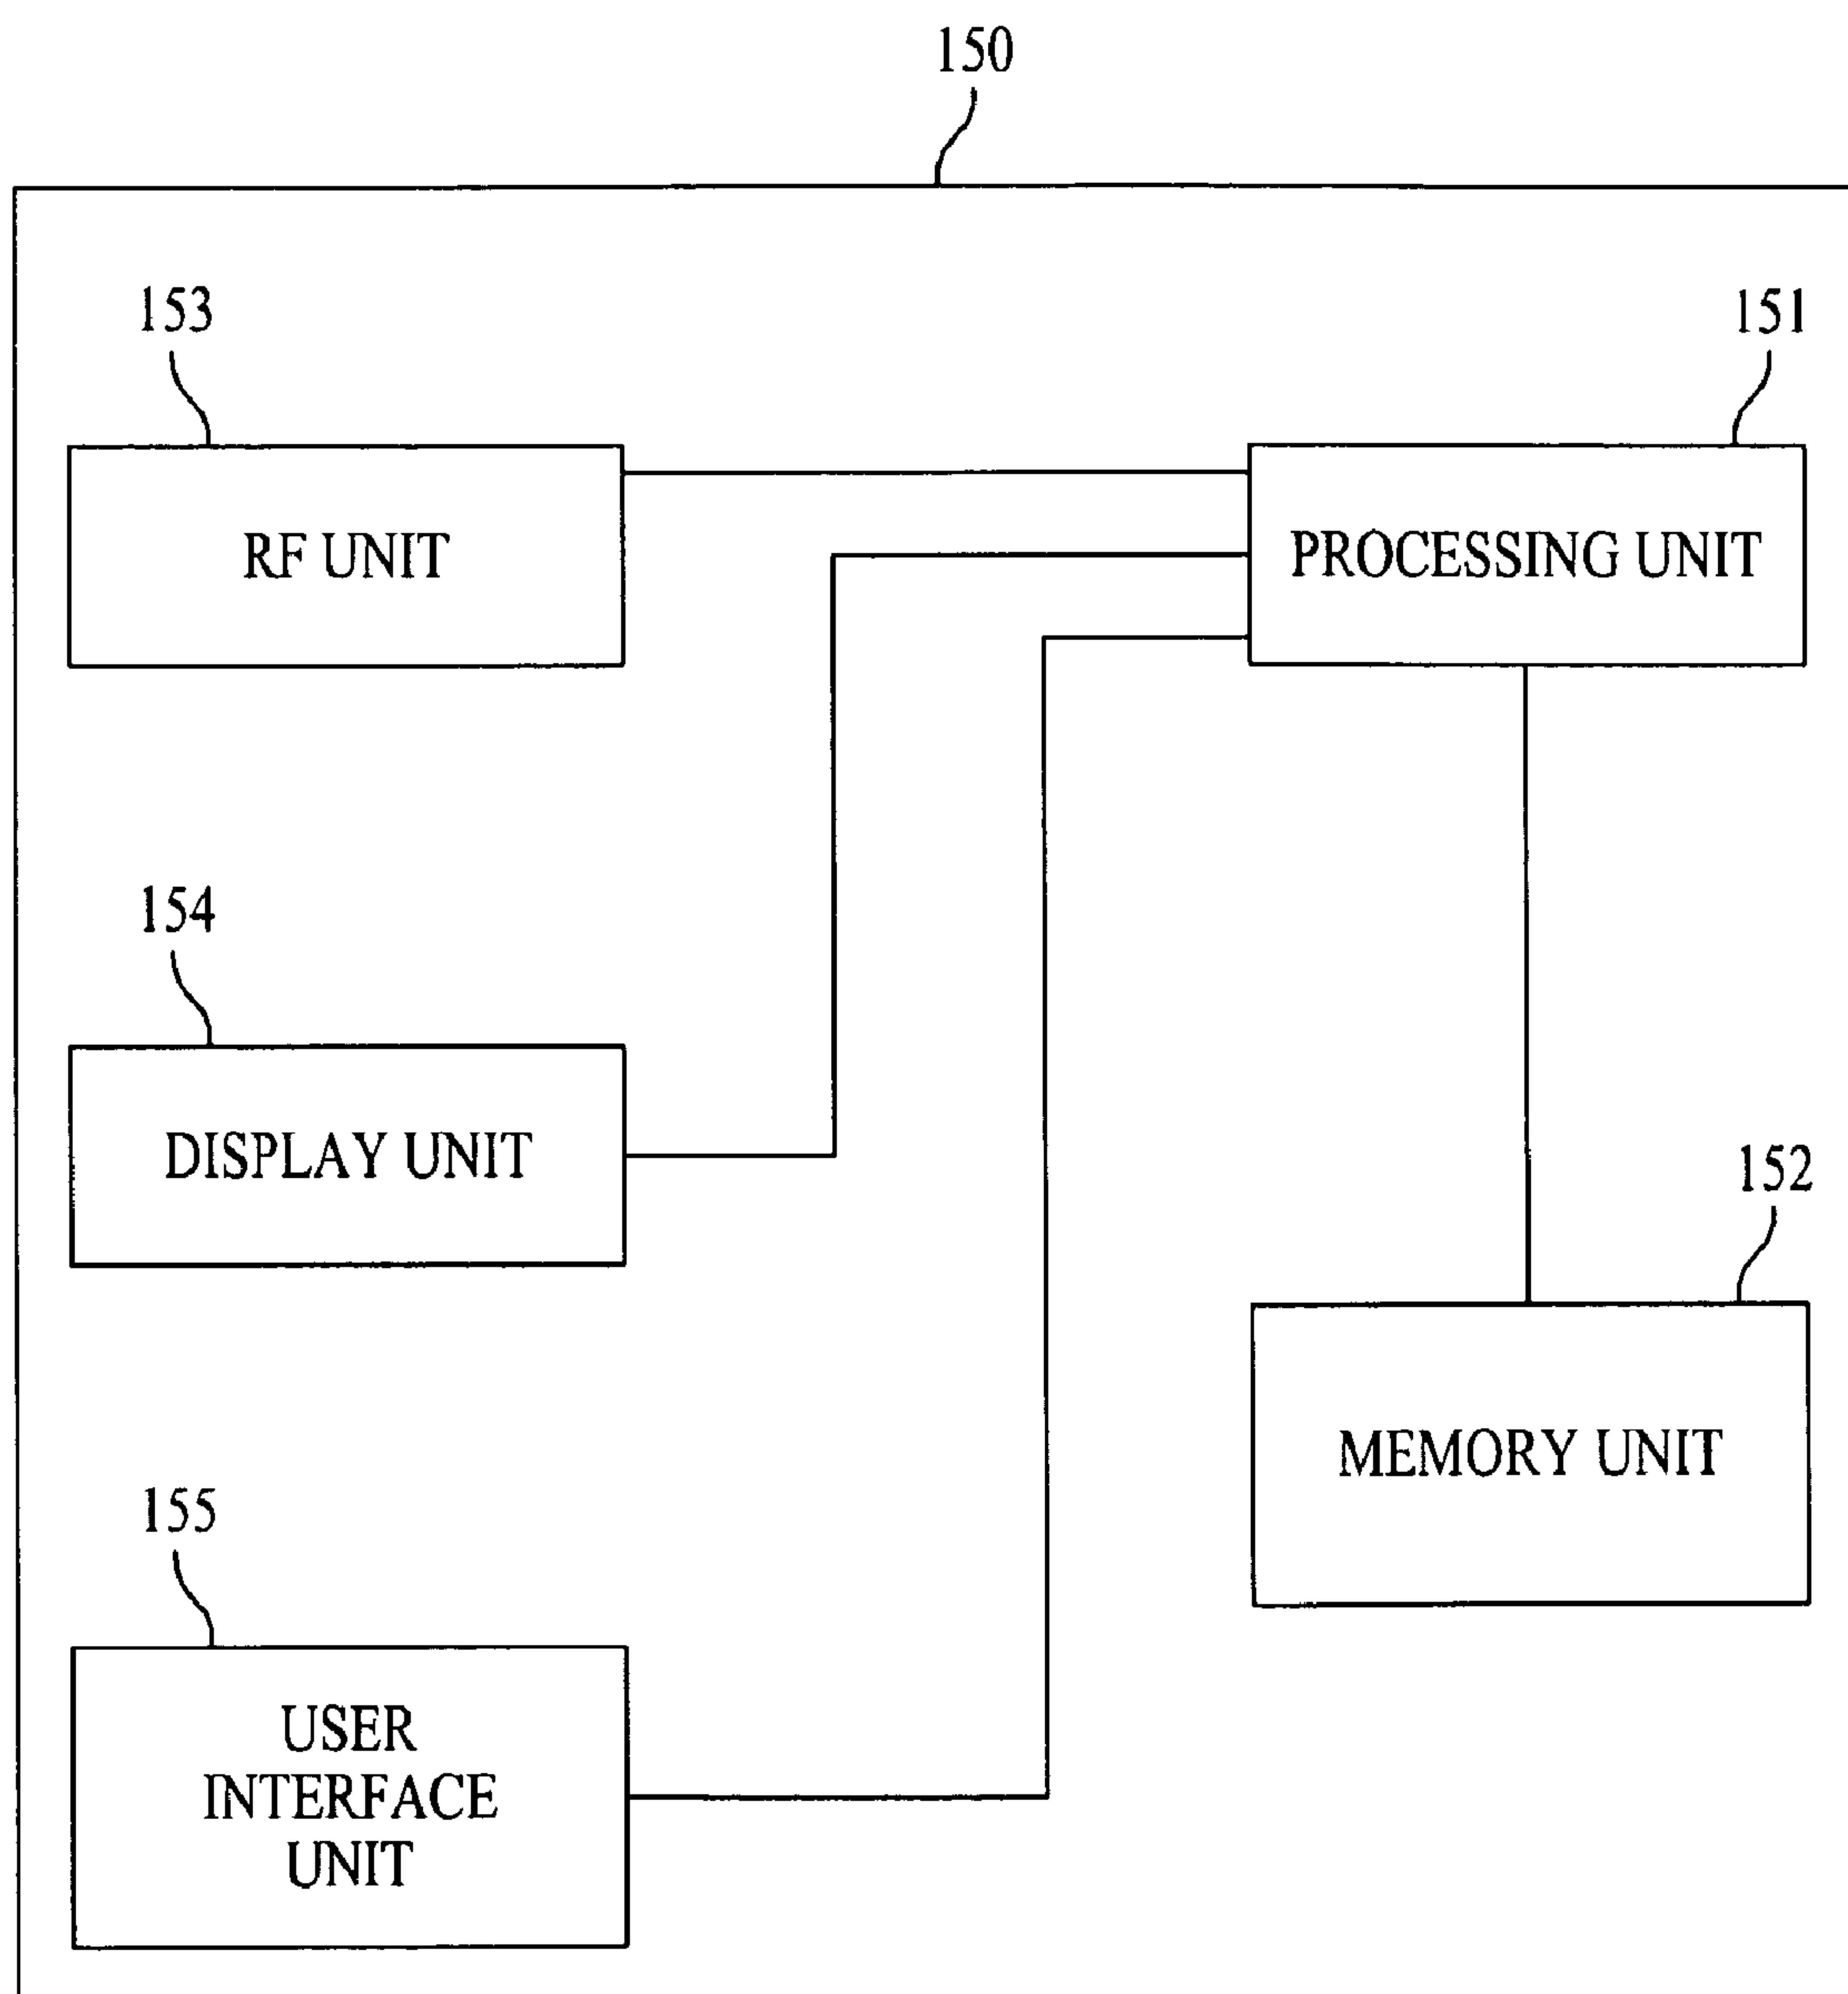 150
153
151
RF UNIT
PROCESSING UNIT
154
DISPLAY UNIT
152
MEMORY UNIT
155
USER
INTERFACE
UNIT